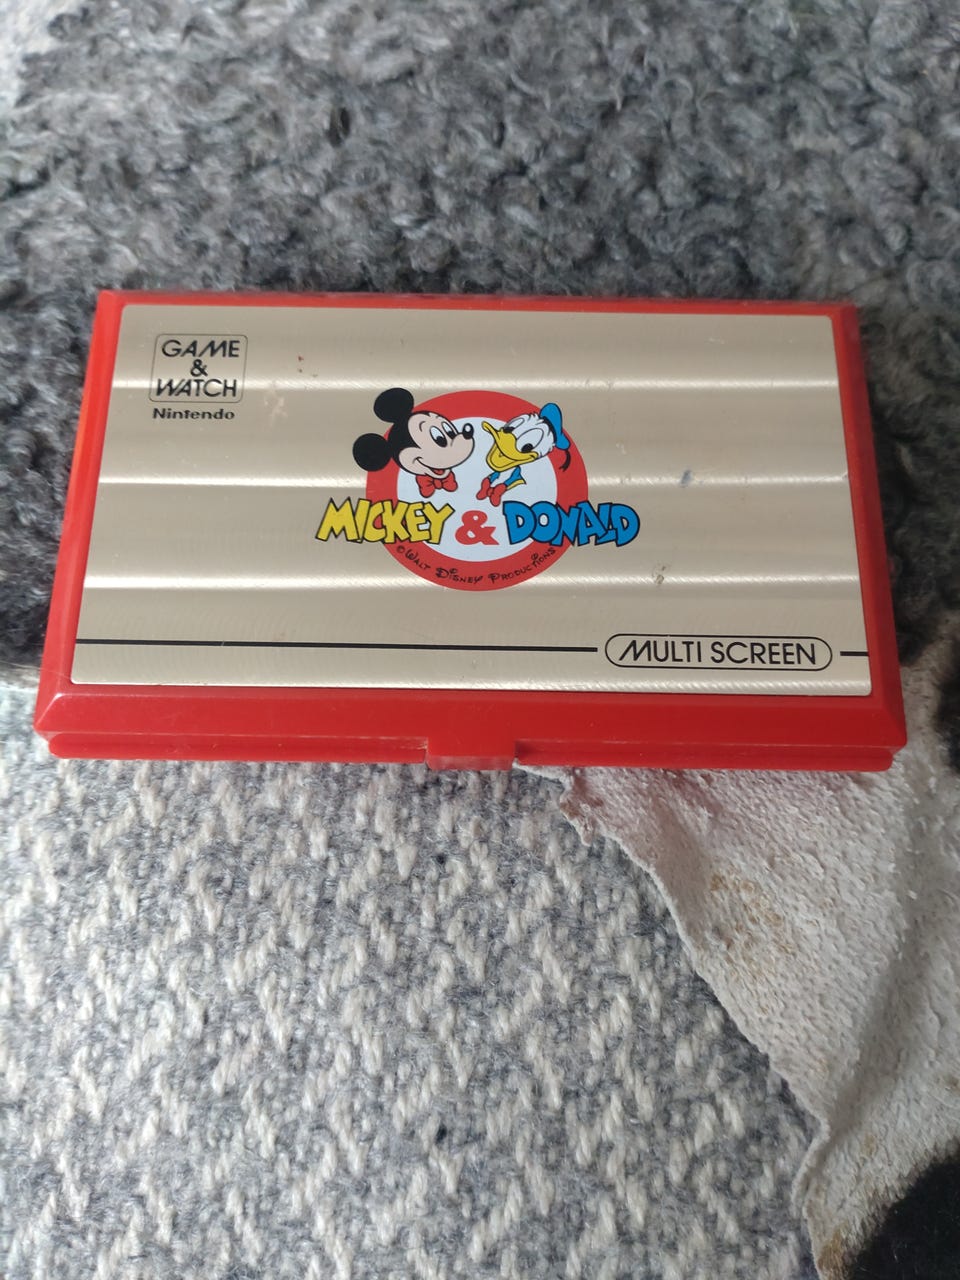 GAME
&
WATCH
Nintendo
MICKEY & DONALD
© WALT DISNEY PRODUCTIONS
MULTI SCREEN